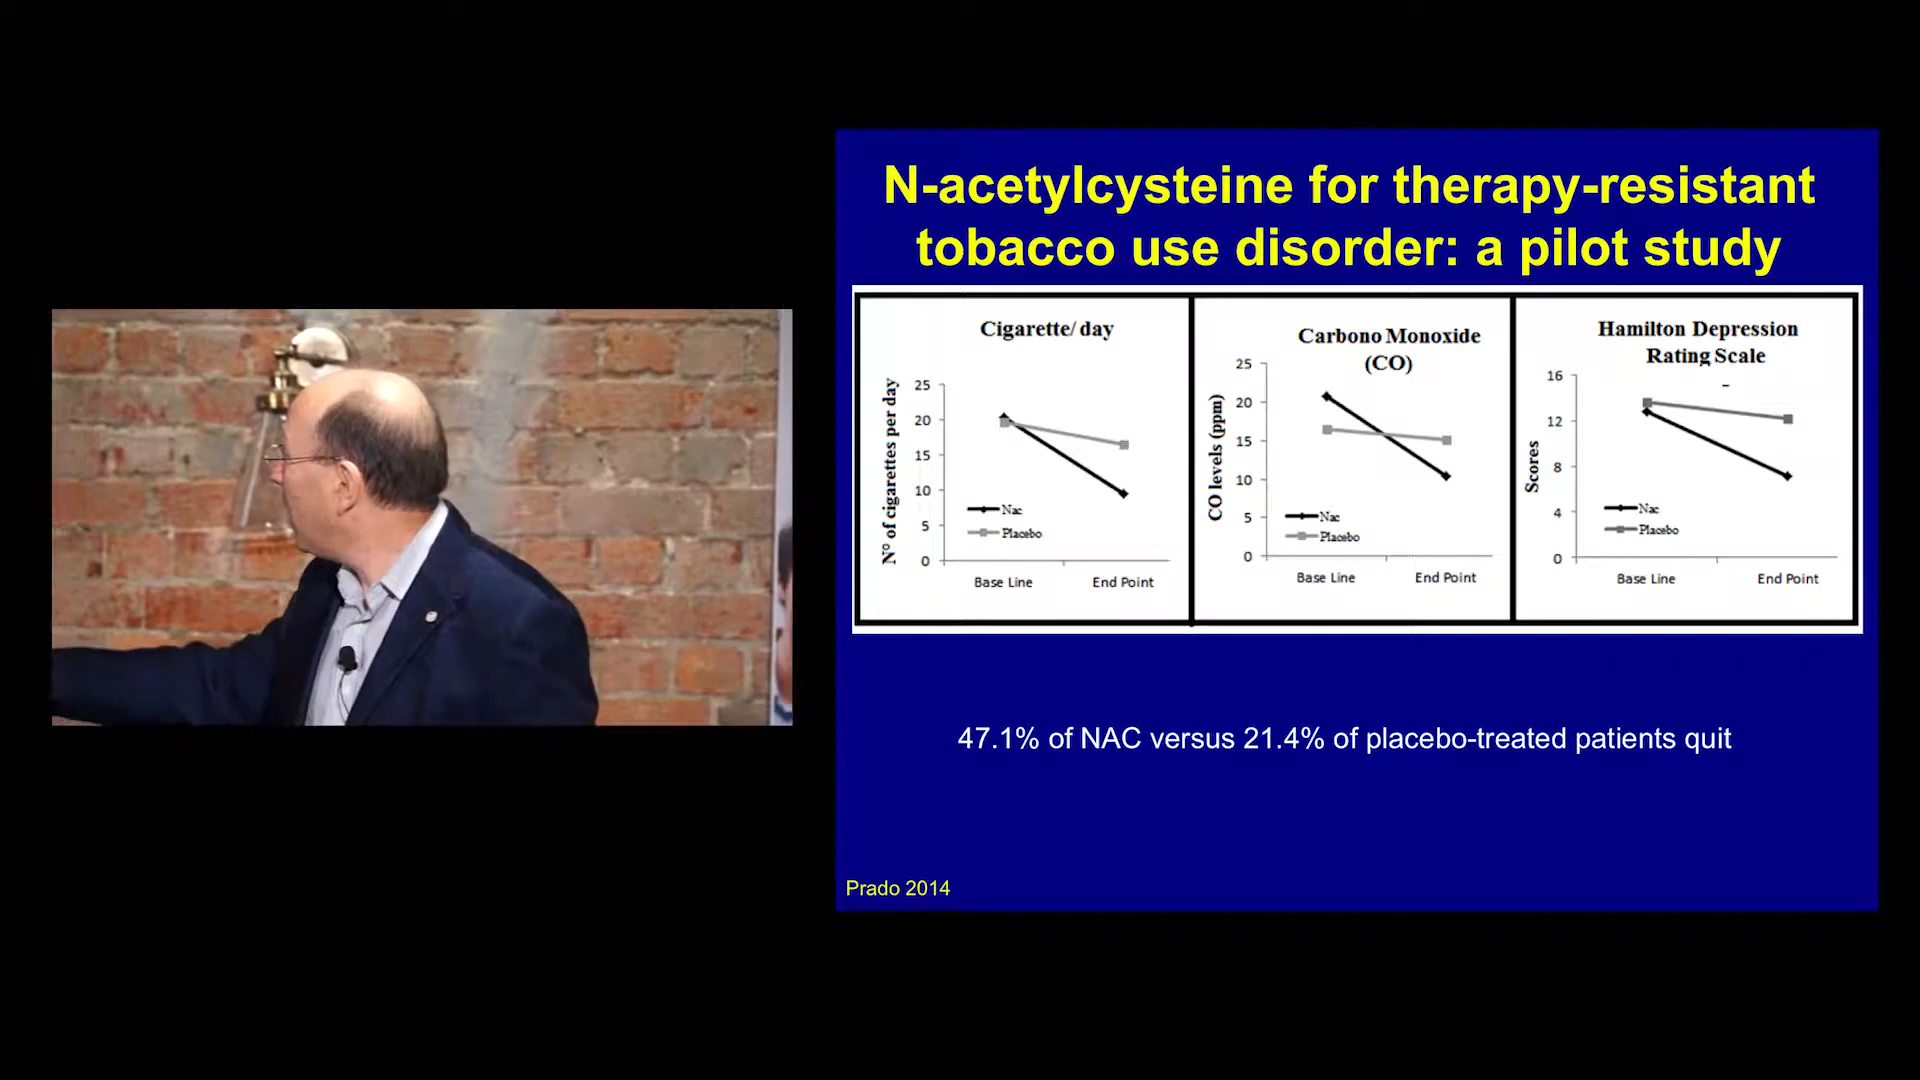 N-acetylcysteine for therapy-resistant
tobacco use disorder: a pilot study
Cigarette/ day
N° of cigarettes per day
25
20
15
10
5
0
Nac
Placebo
Base Line
End Point
Carbono Monoxide
(CO)
CO levels (ppm)
25
20
15
10
5
0
Nac
Placebo
Base Line
End Point
Hamilton Depression
Rating Scale
Scores
16
12
8
4
0
Nac
Placebo
Base Line
End Point
47.1% of NAC versus 21.4% of placebo-treated patients quit
Prado 2014